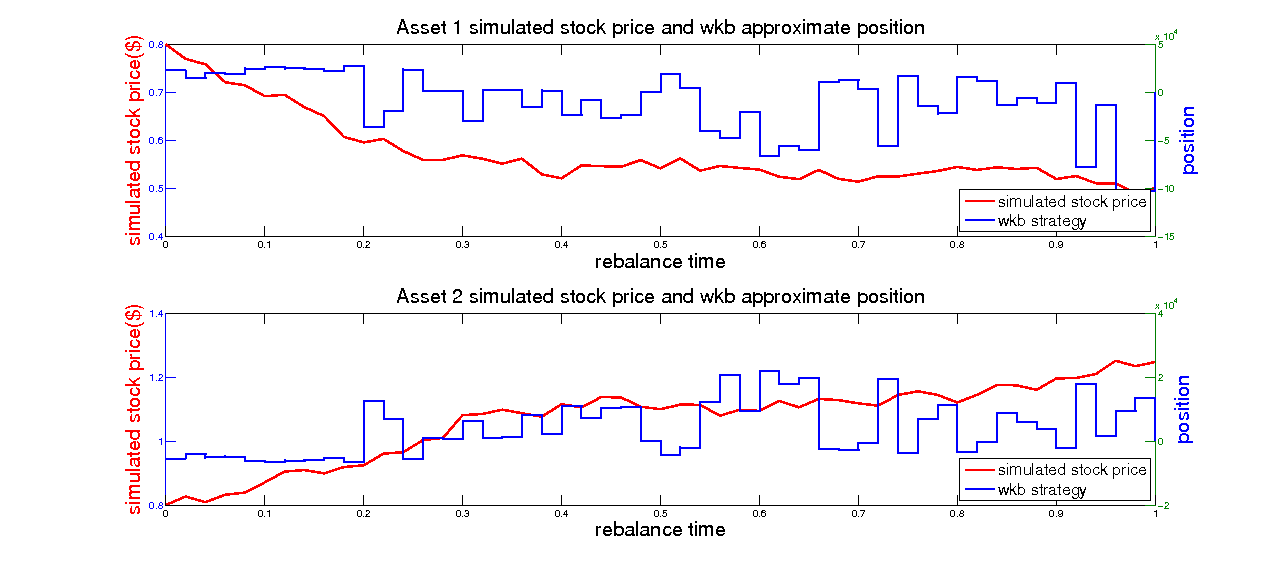 Asset 1 simulated stock price and wkb approximate position
x 10^4
simulated stock price($)
0.8
0.7
0.6
0.5
0.4
5
0
-5
-10
-15
position
simulated stock price
wkb strategy
0 0.1 0.2 0.3 0.4 0.5 0.6 0.7 0.8 0.9 1
rebalance time
Asset 2 simulated stock price and wkb approximate position
x 10^4
simulated stock price($)
1.4
1.2
1
0.8
4
2
0
-2
position
simulated stock price
wkb strategy
0 0.1 0.2 0.3 0.4 0.5 0.6 0.7 0.8 0.9 1
rebalance time